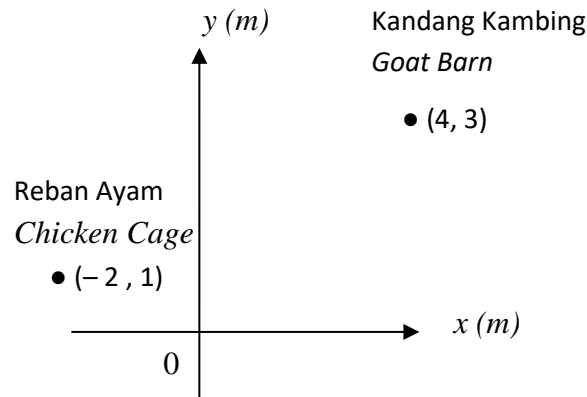 y (m)
Kandang Kambing
Goat Barn
● (4, 3)
Reban Ayam
Chicken Cage
● (– 2 , 1)
x (m)
0